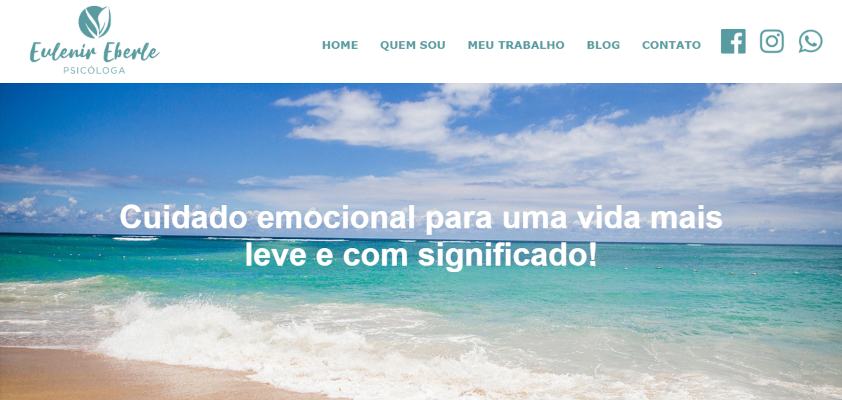 Eulenir Eberle
PSICÓLOGA
HOME QUEM SOU MEU TRABALHO BLOG CONTATO
Cuidado emocional para uma vida mais
leve e com significado!